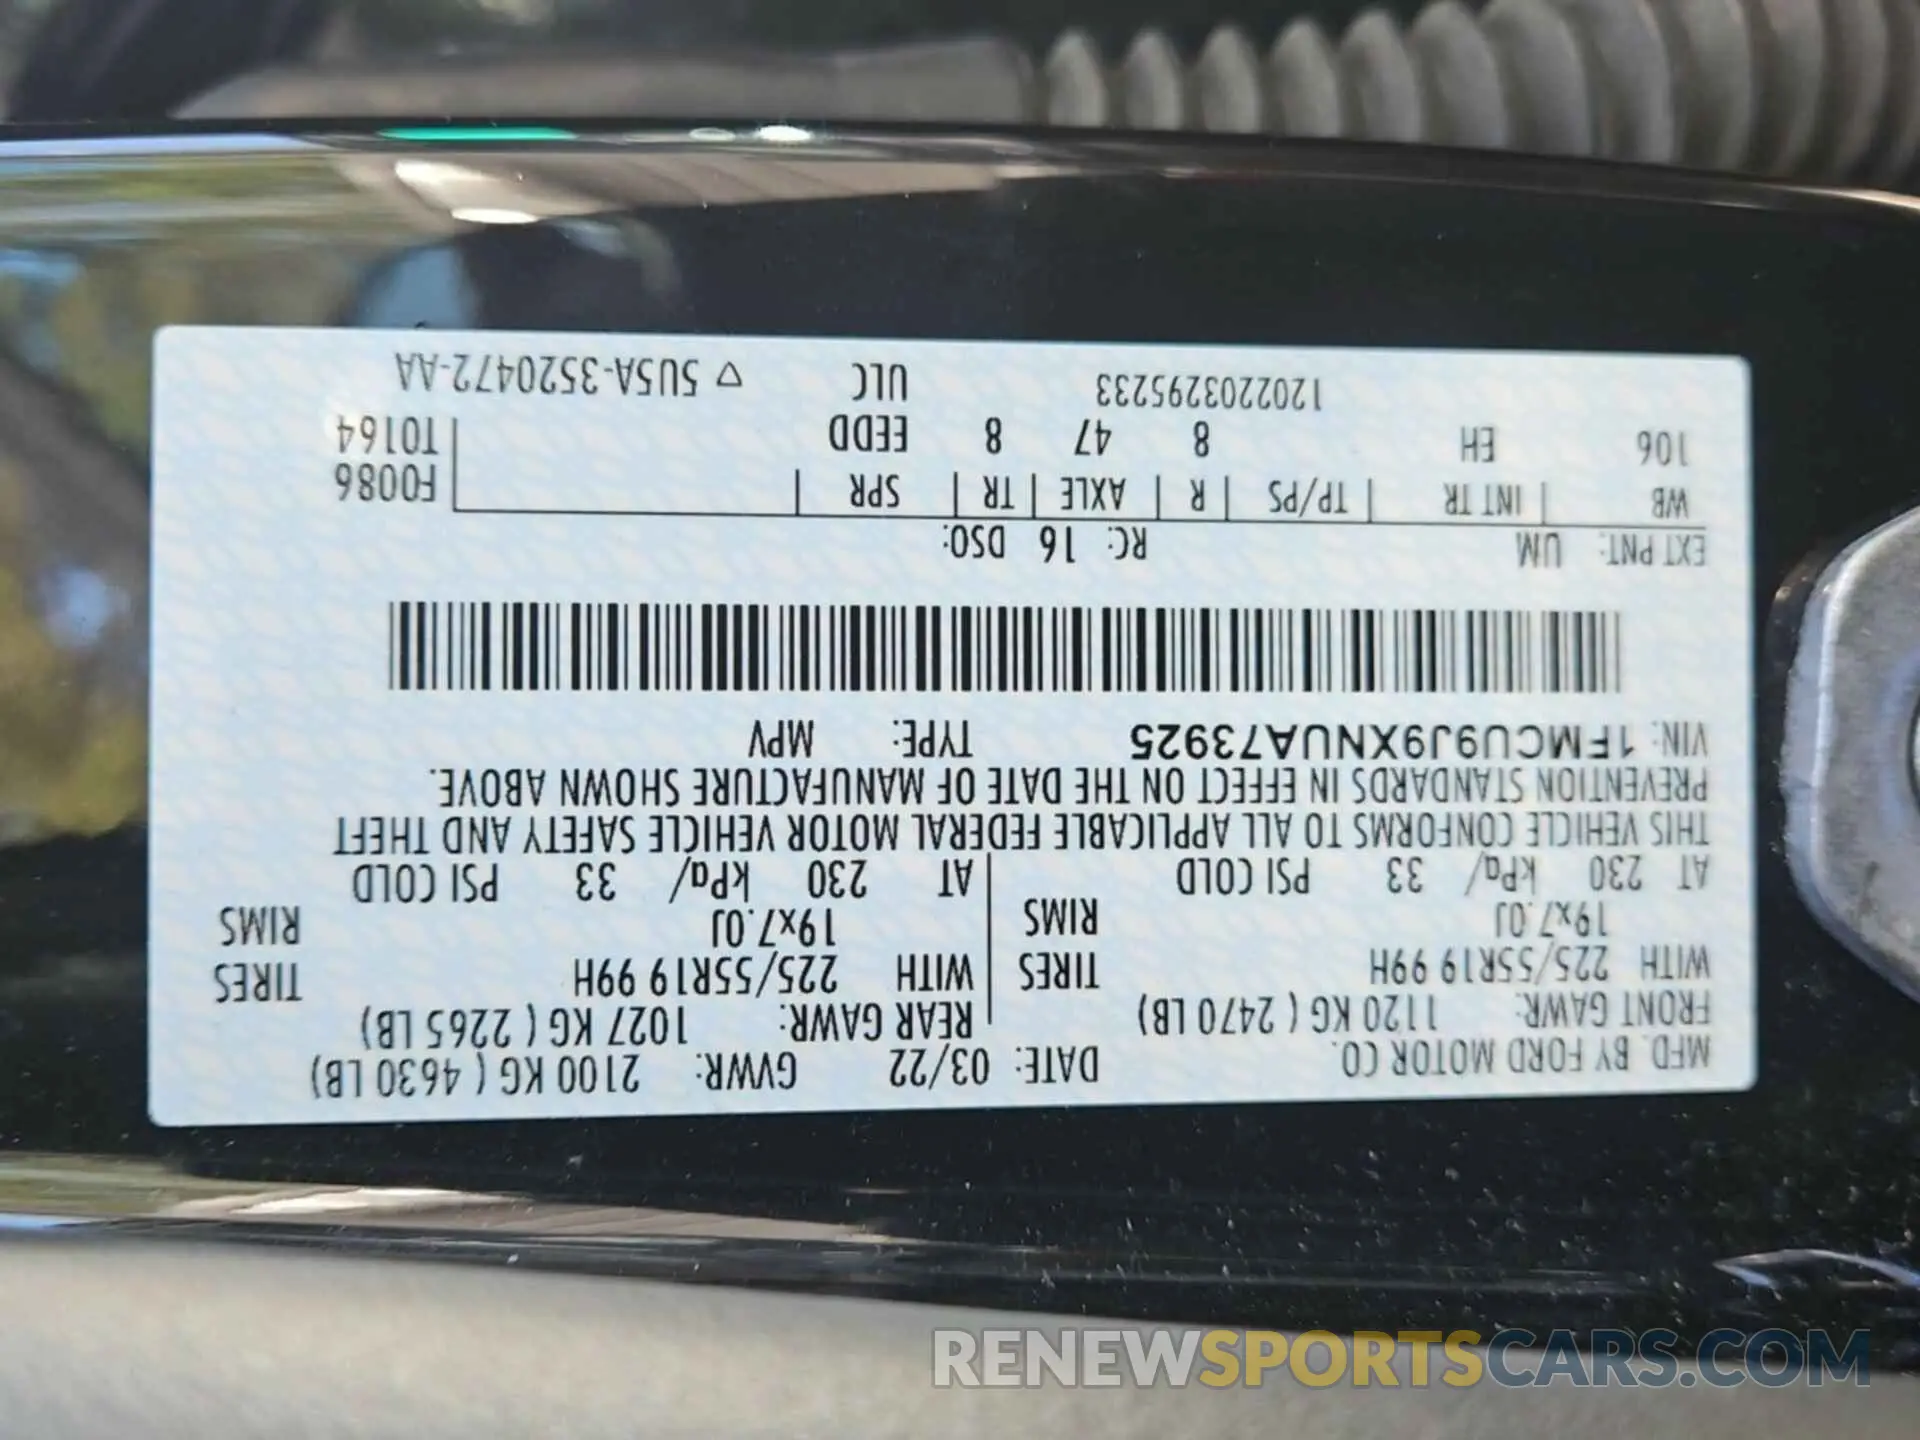 MFD. BY FORD MOTOR CO. DATE: 03/22 GVWR: 2100 KG ( 4630 LB)
FRONT GAWR: 1120 KG ( 2470 LB) REAR GAWR: 1027 KG ( 2265 LB)
WITH 225/55R19 99H TIRES WITH 225/55R19 99H TIRES
19x7.0J RIMS 19x7.0J RIMS
AT 230 kPa/ 33 PSI COLD AT 230 kPa/ 33 PSI COLD
THIS VEHICLE CONFORMS TO ALL APPLICABLE FEDERAL MOTOR VEHICLE SAFETY AND THEFT
PREVENTION STANDARDS IN EFFECT ON THE DATE OF MANUFACTURE SHOWN ABOVE.
VIN: 1FMCU9J9XNUA73925 TYPE: MPV
EXT PNT: UM RC: 16 DSO:
WB | INT TR | TP/PS | R | AXLE | TR | SPR | F0086
106 EH 8 47 8 EEDD T0164
120220329523​3 ULC ▽ 5U5A-3520472-AA
RENEWSPORTSCARS.COM